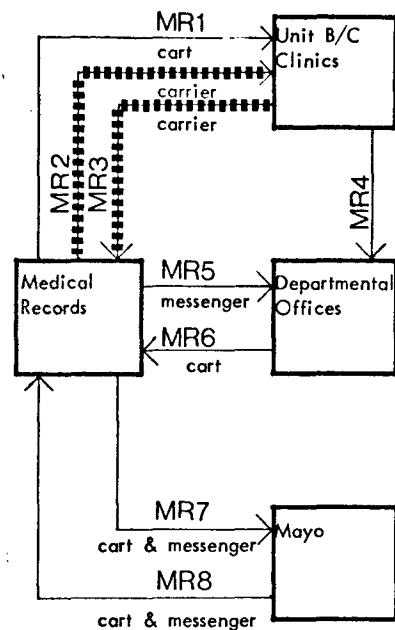 MR1
cart
Unit B/C
Clinics
carrier
carrier
MR2
MR3
MR4
Medical
Records
MR5
messenger
Departmental
Offices
MR6
cart
MR7
cart & messenger
Mayo
MR8
cart & messenger